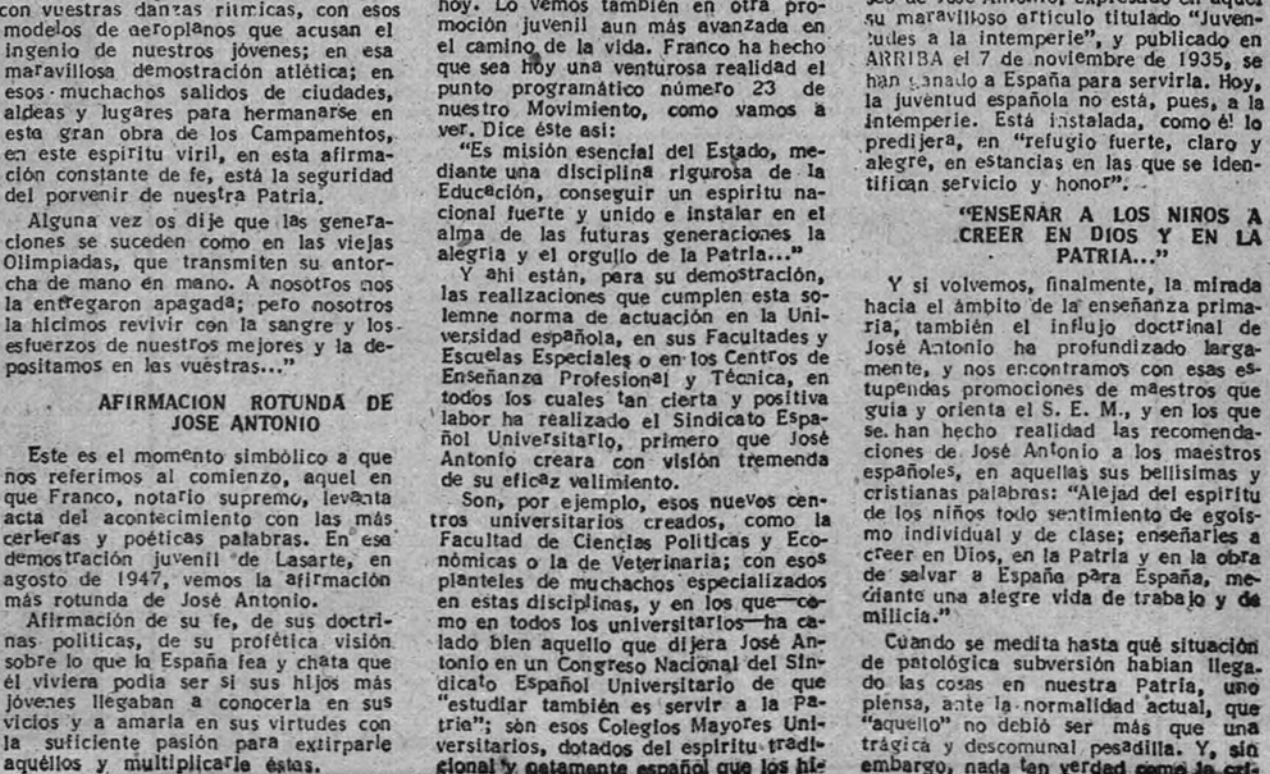 con vuestras danzas rítmicas, con esos
modelos de aeroplanos que acusan el
ingenio de nuestros jóvenes; en esa
maravillosa demostración atlética; en
esos muchachos salidos de ciudades,
aldeas y lugares para hermanarse en
esta gran obra de los Campamentos,
en este espíritu viril, en esta afirma-
ción constante de fe, está la seguridad
del porvenir de nuestra Patria.
Alguna vez os dije que las genera-
ciones se suceden como en las viejas
Olimpiadas, que transmiten su antor-
cha de mano en mano. A nosotros nos
la entregaron apagada; pero nosotros
la hicimos revivir con la sangre y los
esfuerzos de nuestros mejores y la de-
positamos en las vuestras..."
AFIRMACION ROTUNDA DE
JOSE ANTONIO
Este es el momento simbólico a que
nos referimos al comienzo, aquel en
que Franco, notario supremo, levanta
acta del acontecimiento con las más
certeras y poéticas palabras. En esa
demostración juvenil de Lasarte, en
agosto de 1947, vemos la afirmación
más rotunda de José Antonio.
Afirmación de su fe, de sus doctri-
nas políticas, de su profética visión
sobre lo que la España fea y chata que
él viviera podía ser si sus hijos más
jóvenes llegaban a conocerla en sus
vicios y a amarla en sus virtudes con
la suficiente pasión para extirparle
aquéllos y multiplicarle éstas.
hoy. Lo vemos también en otra pro-
moción juvenil aun más avanzada en
el camino de la vida. Franco ha hecho
que sea hoy una venturosa realidad el
punto programático número 23 de
nuestro Movimiento, como vamos a
ver. Dice éste así:
"Es misión esencial del Estado, me-
diante una disciplina rigurosa de la
Educación, conseguir un espíritu na-
cional fuerte y unido e instalar en el
alma de las futuras generaciones la
alegría y el orgullo de la Patria..."
Y ahí están, para su demostración,
las realizaciones que cumplen esta so-
lemne norma de actuación en la Uni-
versidad española, en sus Facultades y
Escuelas Especiales o en los Centros de
Enseñanza Profesional y Técnica, en
todos los cuales tan cierta y positiva
labor ha realizado el Sindicato Espa-
ñol Universitario, primero que José
Antonio creara con visión tremenda
de su eficaz valimiento.
Son, por ejemplo, esos nuevos cen-
tros universitarios creados, como la
Facultad de Ciencias Políticas y Eco-
nómicas o la de Veterinaria; con esos
planteles de muchachos especializados
en estas disciplinas, y en los que—co-
mo en todos los universitarios—ha ca-
lado bien aquello que dijera José An-
tonio en un Congreso Nacional del Sin-
dicato Español Universitario de que
"estudiar también es servir a la Pa-
tria"; son esos Colegios Mayores Uni-
versitarios, dotados del espíritu tradi-
cional y netamente español que los hi-
seo de José Antonio, expresado en aquel
su maravilloso artículo titulado "Juven-
tudes a la intemperie", y publicado en
ARRIBA el 7 de noviembre de 1935, se
han ganado a España para servirla. Hoy,
la juventud española no está, pues, a la
intemperie. Está instalada, como él lo
predijera, en "refugio fuerte, claro y
alegre, en estancias en las que se iden-
tifican servicio y honor".
"ENSEÑAR A LOS NIÑOS A
CREER EN DIOS Y EN LA
PATRIA..."
Y si volvemos, finalmente, la mirada
hacia el ámbito de la enseñanza prima-
ria, también el influjo doctrinal de
José Antonio ha profundizado larga-
mente, y nos encontramos con esas es-
tupendas promociones de maestros que
guía y orienta el S. E. M., y en los que
se han hecho realidad las recomenda-
ciones de José Antonio a los maestros
españoles, en aquellas sus bellísimas y
cristianas palabras: "Alejad del espíritu
de los niños todo sentimiento de egoís-
mo individual y de clase; enseñarles a
creer en Dios, en la Patria y en la obra
de salvar a España para España, me-
diante una alegre vida de trabajo y de
milicia."
Cuando se medita hasta qué situación
de patológica subversión habían llega-
do las cosas en nuestra Patria, uno
piensa, ante la normalidad actual, que
"aquello" no debió ser más que una
trágica y descomunal pesadilla. Y, sin
embargo, nada tan verdad como la